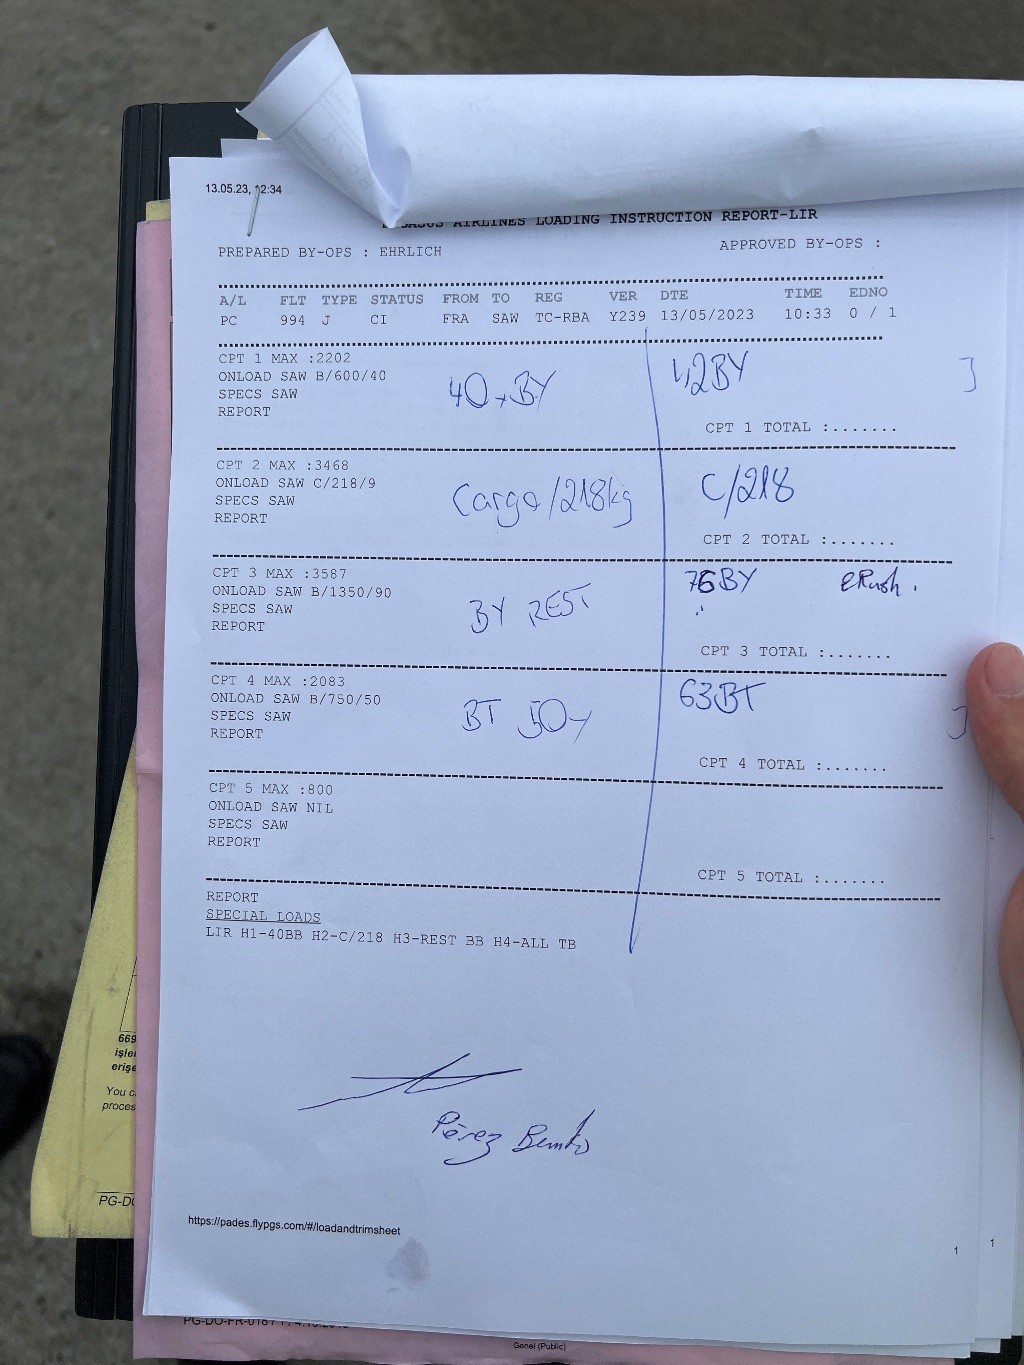 13.05.23, 12:34
AIRLINES LOADING INSTRUCTION REPORT-LIR
PREPARED BY-OPS : EHRLICH
APPROVED BY-OPS :
A/L FLT TYPE STATUS FROM TO REG VER DTE TIME EDNO
PC 994 J CI FRA SAW TC-RBA Y239 13/05/2023 10:33 0 / 1
CPT 1 MAX :2202
ONLOAD SAW B/600/40
SPECS SAW
REPORT
40 BY
42BY
CPT 1 TOTAL :.......
CPT 2 MAX :3468
ONLOAD SAW C/218/9
SPECS SAW
REPORT
Cargo/218kg
C/218
CPT 2 TOTAL :.......
CPT 3 MAX :3587
ONLOAD SAW B/1350/90
SPECS SAW
REPORT
BY REST
76BY
CPT 3 TOTAL :.......
CPT 4 MAX :2083
ONLOAD SAW B/750/50
SPECS SAW
REPORT
BT 50
63BT
CPT 4 TOTAL :.......
CPT 5 MAX :800
ONLOAD SAW NIL
SPECS SAW
REPORT
CPT 5 TOTAL :.......
REPORT
SPECIAL LOADS
LIR H1-40BB H2-C/218 H3-REST BB H4-ALL TB
Pérez
https://pades.flypgs.com/#/loadandtrimsheet
1
1
669
You c
proces
Genel (Public)